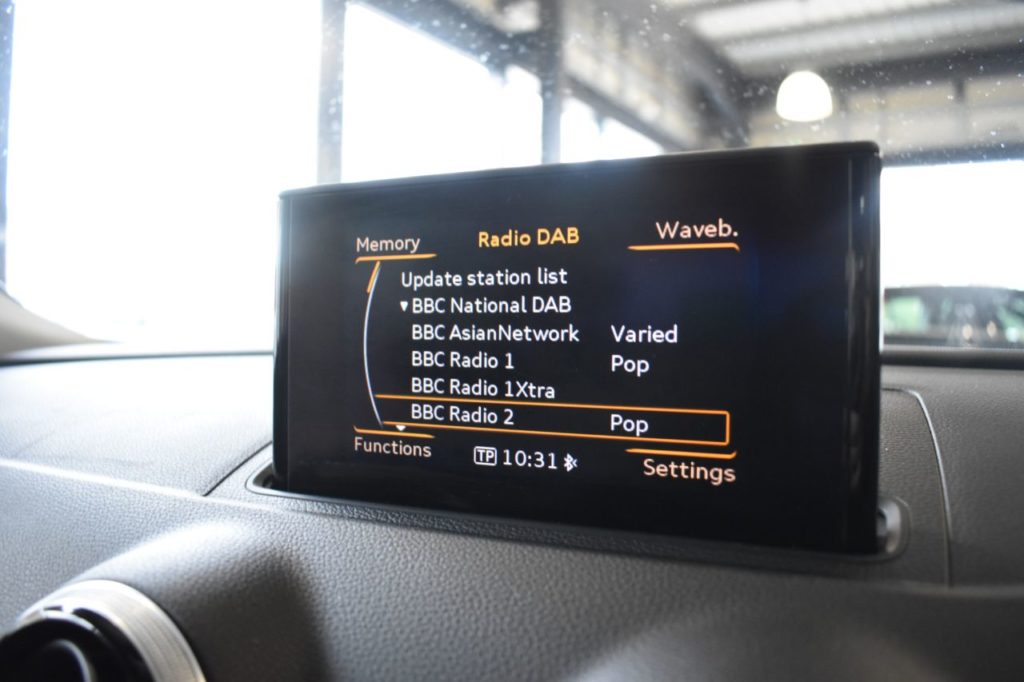 Memory Radio DAB Waveb.
Update station list
BBC National DAB
BBC AsianNetwork Varied
BBC Radio 1 Pop
BBC Radio 1Xtra
BBC Radio 2 Pop
Functions TP 10:31 Settings